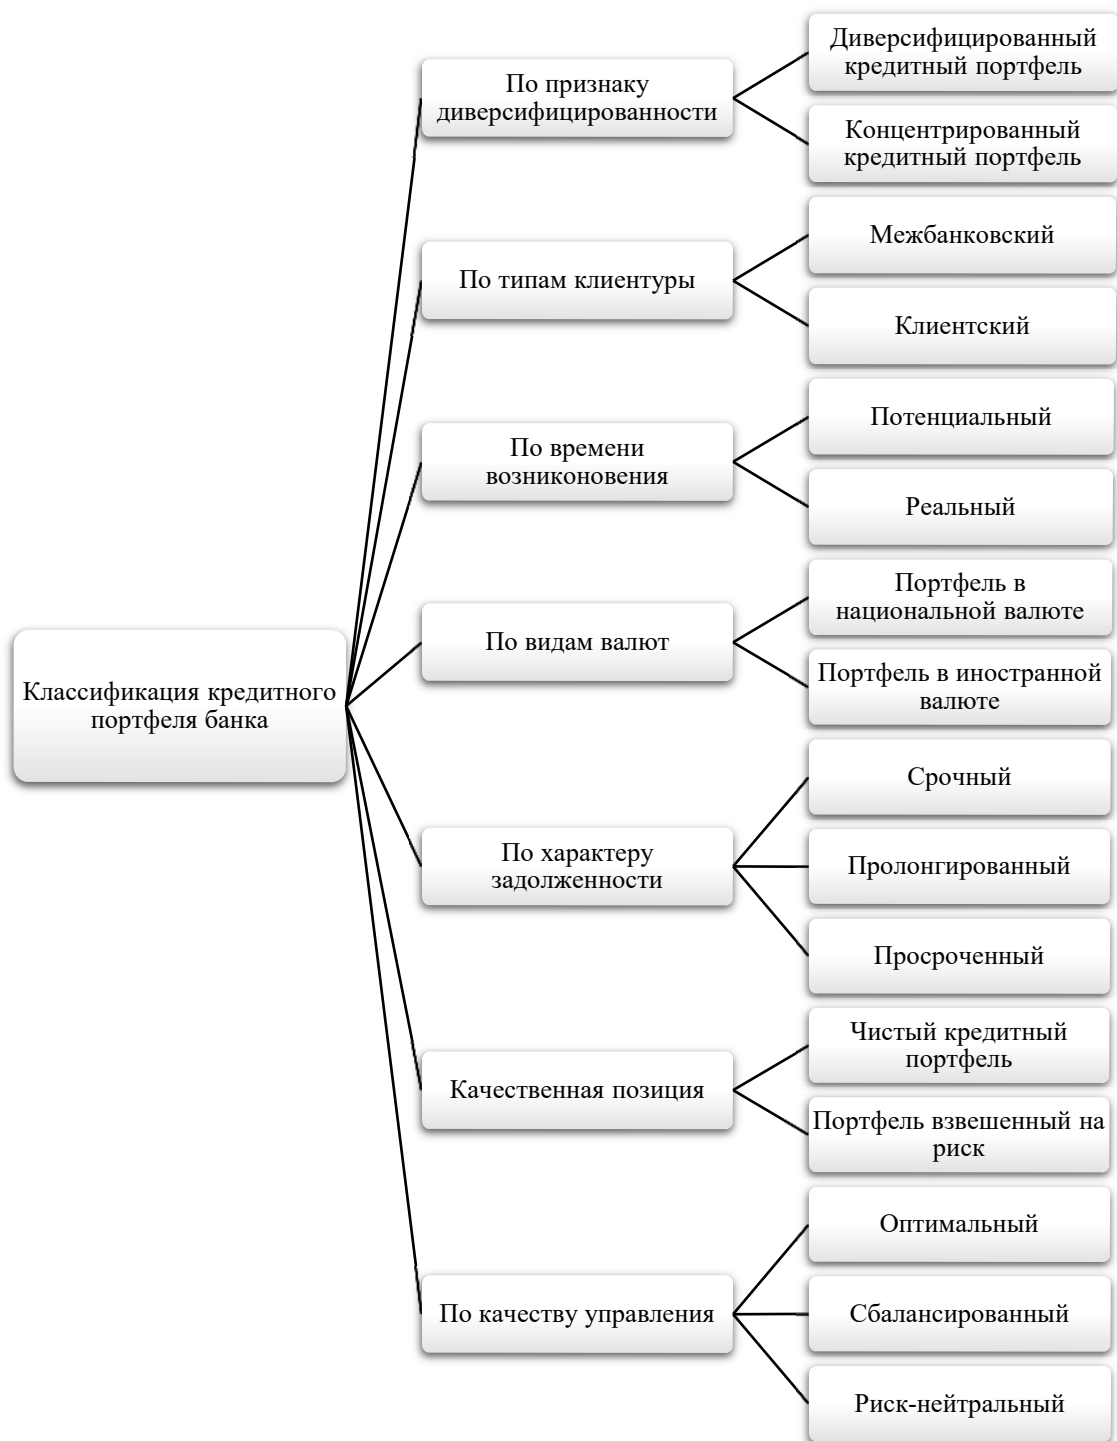 Классификация кредитного
портфеля банка
По признаку
диверсифицированности
Диверсифицированный
кредитный портфель
Концентрированный
кредитный портфель
По типам клиентуры
Межбанковский
Клиентский
По времени
возниконовения
Потенциальный
Реальный
По видам валют
Портфель в
национальной валюте
Портфель в иностранной
валюте
По характеру
задолженности
Срочный
Пролонгированный
Просроченный
Качественная позиция
Чистый кредитный
портфель
Портфель взвешенный на
риск
По качеству управления
Оптимальный
Сбалансированный
Риск-нейтральный